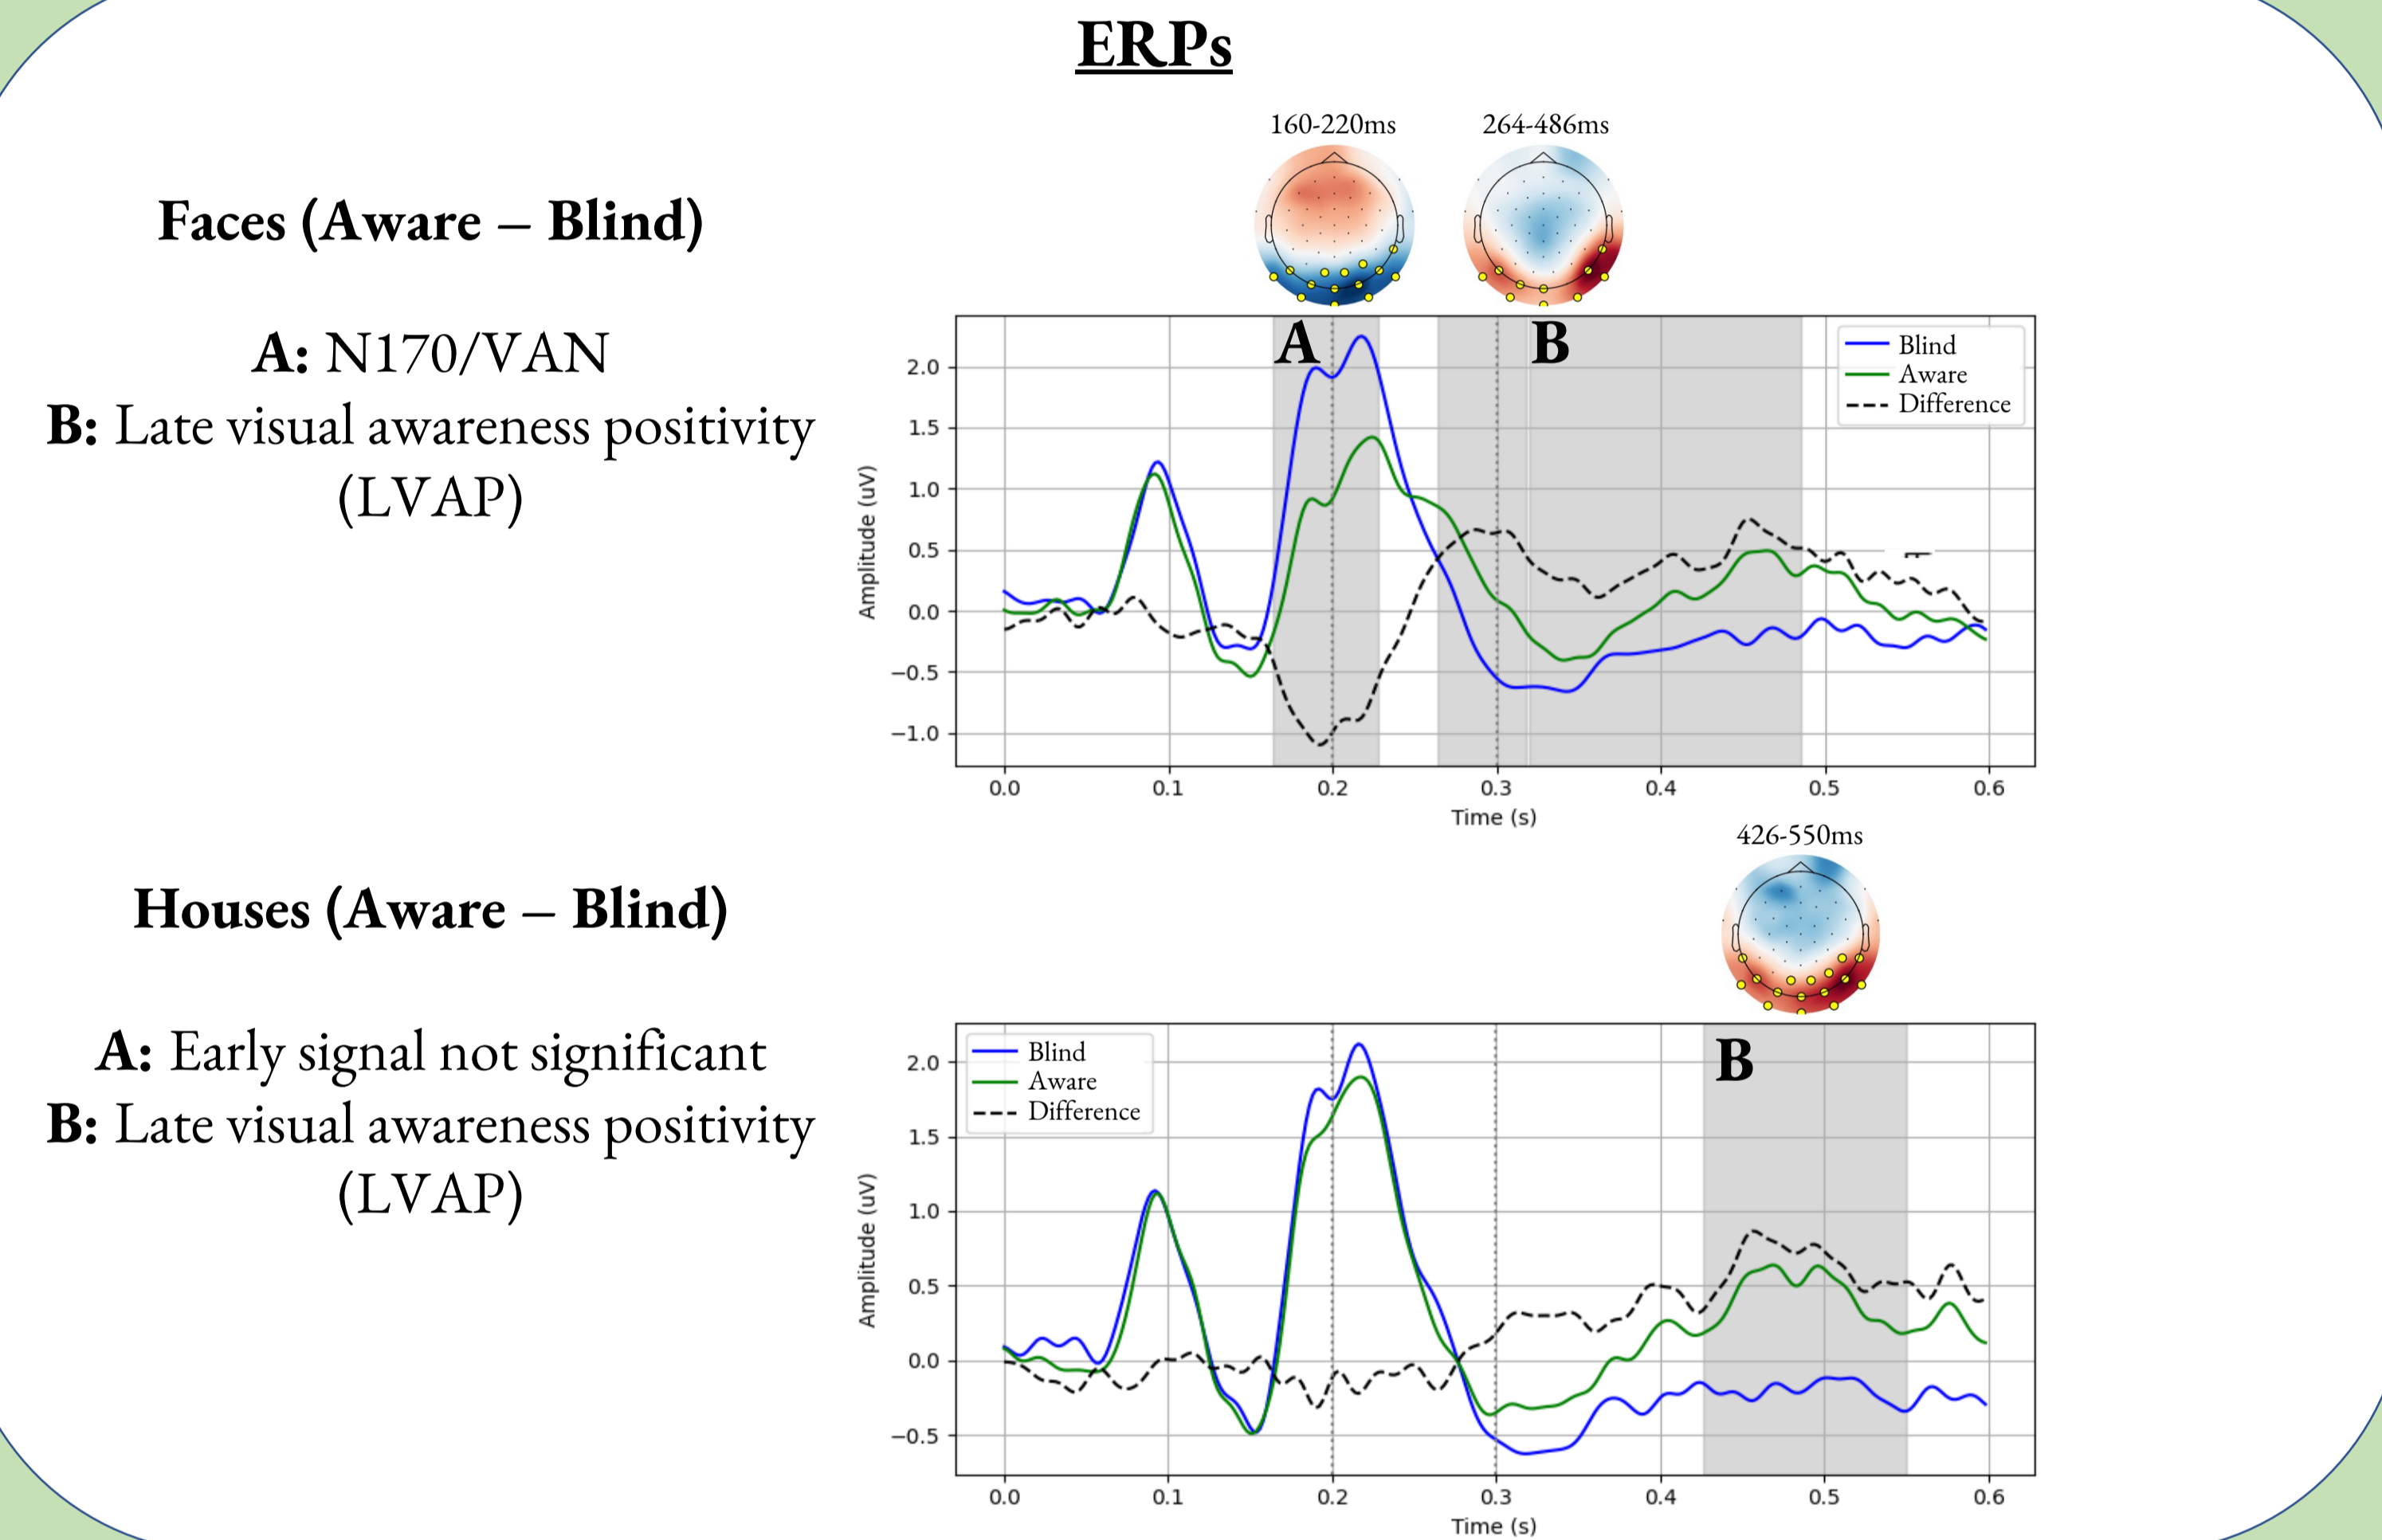 ERPs
Faces (Aware – Blind)
A: N170/VAN
B: Late visual awareness positivity
(LVAP)
160-220ms
264-486ms
A
B
Blind
Aware
Difference
Amplitude (uV)
2.0
1.5
1.0
0.5
0.0
−0.5
−1.0
0.0 0.1 0.2 0.3 0.4 0.5 0.6
Time (s)
Houses (Aware – Blind)
A: Early signal not significant
B: Late visual awareness positivity
(LVAP)
426-550ms
B
Blind
Aware
Difference
Amplitude (uV)
2.0
1.5
1.0
0.5
0.0
−0.5
0.0 0.1 0.2 0.3 0.4 0.5 0.6
Time (s)